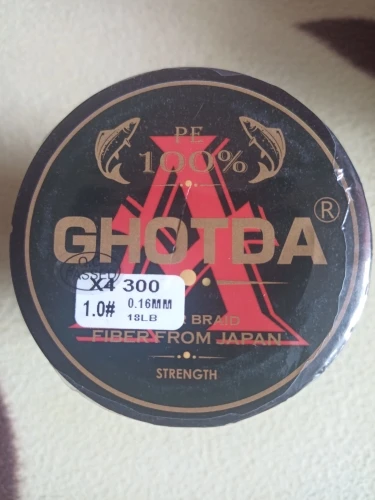 PE
100%
GHOTDA®
X4 300
1.0# 0.16MM
18LB
BRAID
FIBER FROM JAPAN
STRENGTH